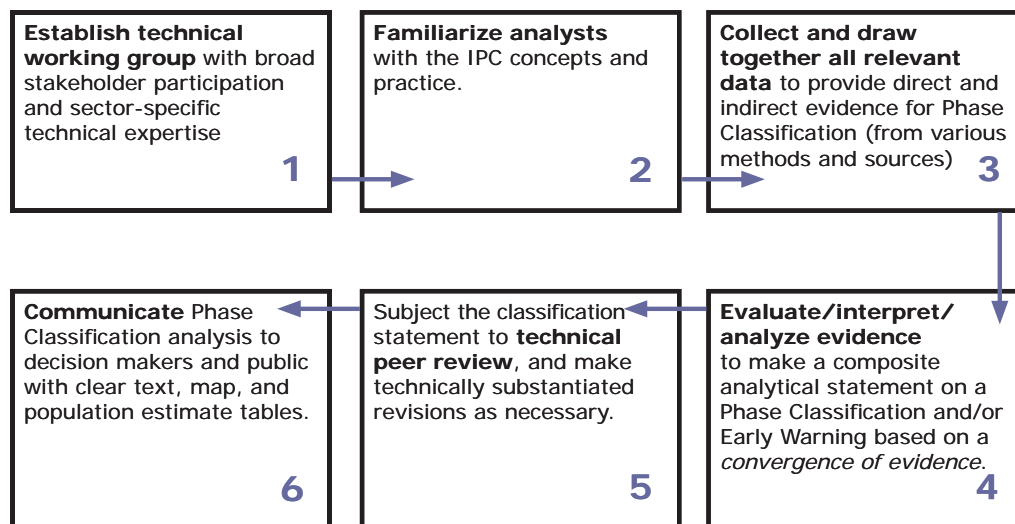 Establish technical
working group with broad
stakeholder participation
and sector-specific
technical expertise
1
Familiarize analysts
with the IPC concepts and
practice.
2
Collect and draw
together all relevant
data to provide direct and
indirect evidence for Phase
Classification (from various
methods and sources)
3
Evaluate/interpret/
analyze evidence
to make a composite
analytical statement on a
Phase Classification and/or
Early Warning based on a
convergence of evidence.
4
Subject the classification
statement to technical
peer review, and make
technically substantiated
revisions as necessary.
5
Communicate Phase
Classification analysis to
decision makers and public
with clear text, map, and
population estimate tables.
6